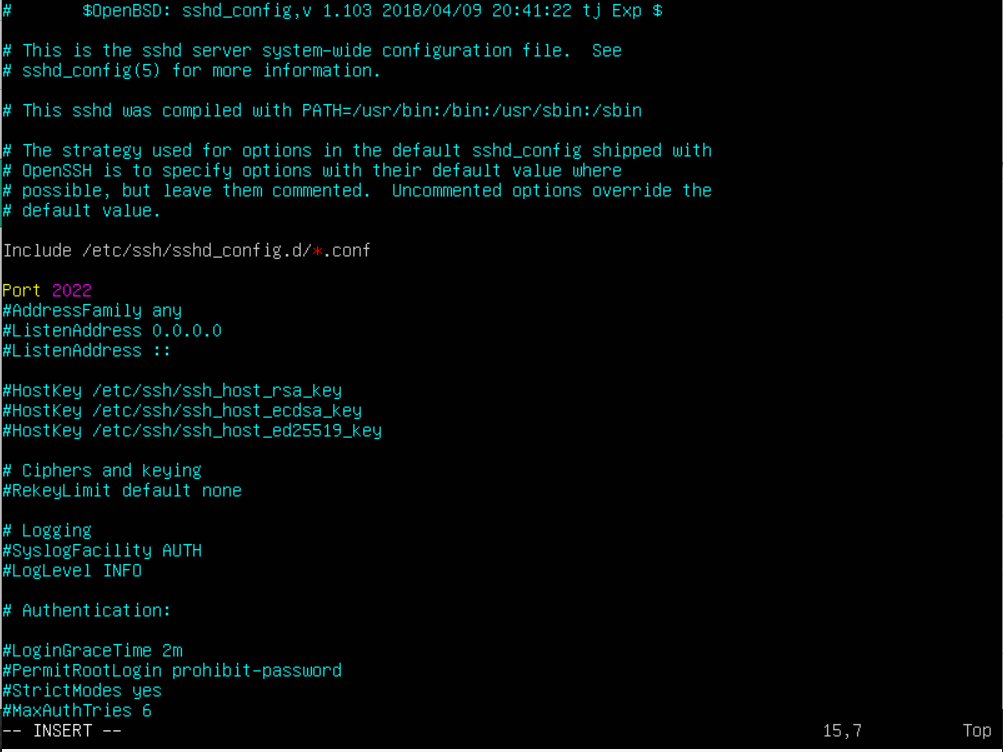 #       $OpenBSD: sshd_config,v 1.103 2018/04/09 20:41:22 tj Exp $
# This is the sshd server system-wide configuration file.  See
# sshd_config(5) for more information.
# This sshd was compiled with PATH=/usr/bin:/bin:/usr/sbin:/sbin
# The strategy used for options in the default sshd_config shipped with
# OpenSSH is to specify options with their default value where
# possible, but leave them commented.  Uncommented options override the
# default value.
Include /etc/ssh/sshd_config.d/*.conf
Port 2022
#AddressFamily any
#ListenAddress 0.0.0.0
#ListenAddress ::
#HostKey /etc/ssh/ssh_host_rsa_key
#HostKey /etc/ssh/ssh_host_ecdsa_key
#HostKey /etc/ssh/ssh_host_ed25519_key
# Ciphers and keying
#RekeyLimit default none
# Logging
#SyslogFacility AUTH
#LogLevel INFO
# Authentication:
#LoginGraceTime 2m
#PermitRootLogin prohibit-password
#StrictModes yes
#MaxAuthTries 6
-- INSERT --                                                                      15,7          Top